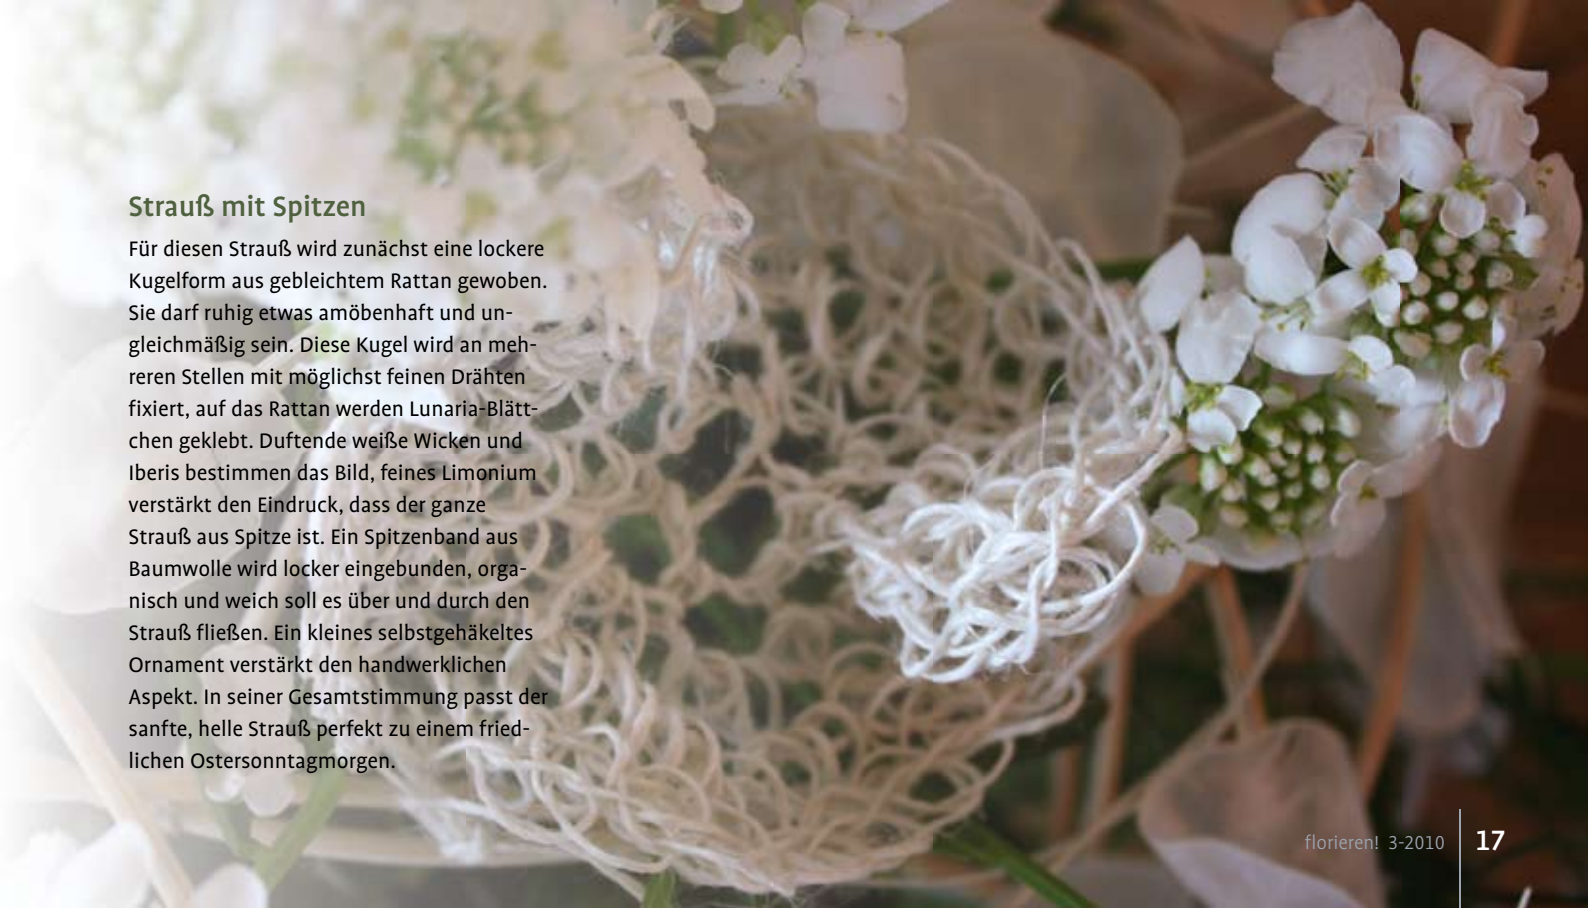 Strauß mit Spitzen
Für diesen Strauß wird zunächst eine lockere
Kugelform aus gebleichtem Rattan gewoben.
Sie darf ruhig etwas amöbenhaft und un-
gleichmäßig sein. Diese Kugel wird an meh-
reren Stellen mit möglichst feinen Drähten
fixiert, auf das Rattan werden Lunaria-Blätt-
chen geklebt. Duftende weiße Wicken und
Iberis bestimmen das Bild, feines Limonium
verstärkt den Eindruck, dass der ganze
Strauß aus Spitze ist. Ein Spitzenband aus
Baumwolle wird locker eingebunden, orga-
nisch und weich soll es über und durch den
Strauß fließen. Ein kleines selbstgehäkeltes
Ornament verstärkt den handwerklichen
Aspekt. In seiner Gesamtstimmung passt der
sanfte, helle Strauß perfekt zu einem fried-
lichen Ostersonntagmorgen.
florieren! 3-2010 17